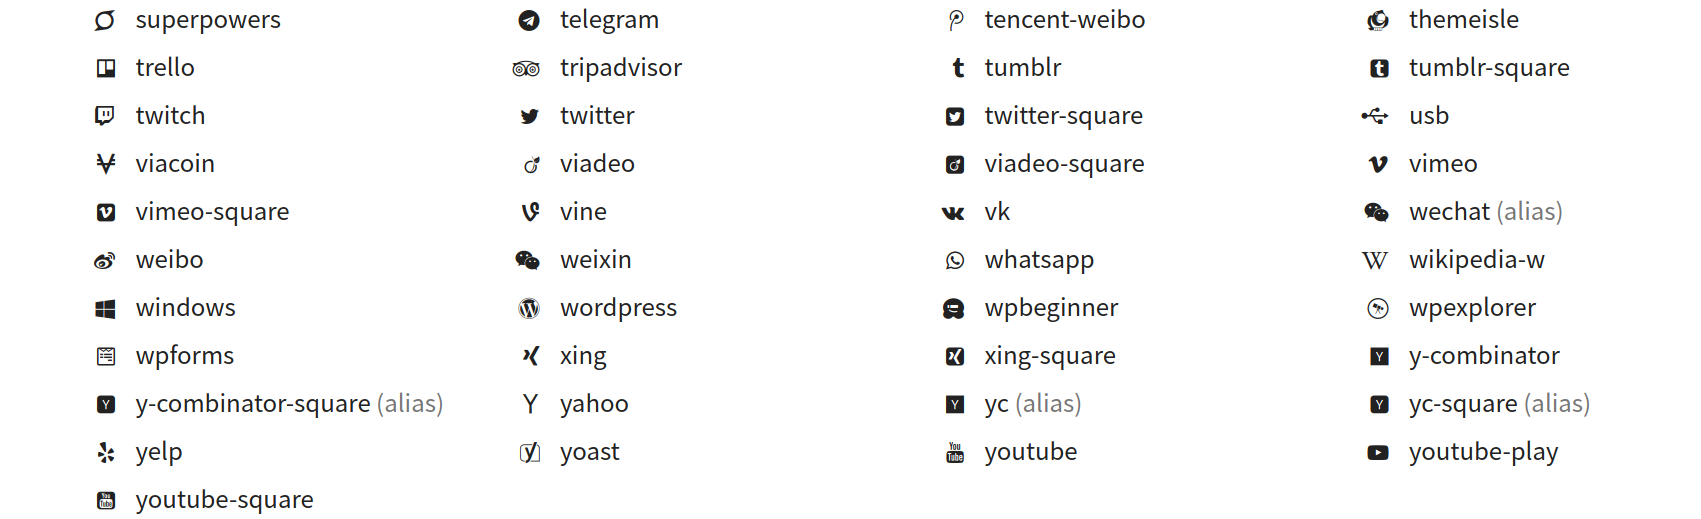 superpowers telegram tencent-weibo themeisle
trello tripadvisor tumblr tumblr-square
twitch twitter twitter-square usb
viacoin viadeo viadeo-square vimeo
vimeo-square vine vk wechat (alias)
weibo weixin whatsapp wikipedia-w
windows wordpress wpbeginner wpexplorer
wpforms xing xing-square y-combinator
y-combinator-square (alias) yahoo yc (alias) yc-square (alias)
yelp yoast youtube youtube-play
youtube-square